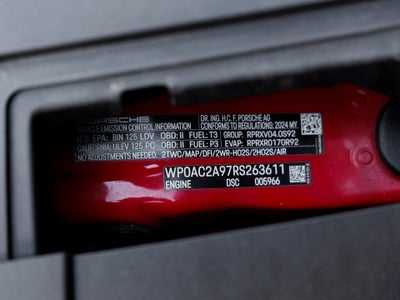 PORSCHE
VEHICLE EMISSION CONTROL INFORMATION
DR. ING. H.C. F. PORSCHE AG
CONFORMS TO REGULATIONS: 2024 MY
U.S. EPA: BIN 125 LDV OBD: II FUEL: T3 GROUP: RPRXV04.0S92
CALIFORNIA: ULEV 125 PC OBD: II FUEL: P3 EVAP: RPRXR0170R92
NO ADJUSTMENTS NEEDED. 2TWC/MAP/DFI/2WR-HO2S/2HO2S/AIR
WP0AC2A97RS263611
ENGINE DSC 005966